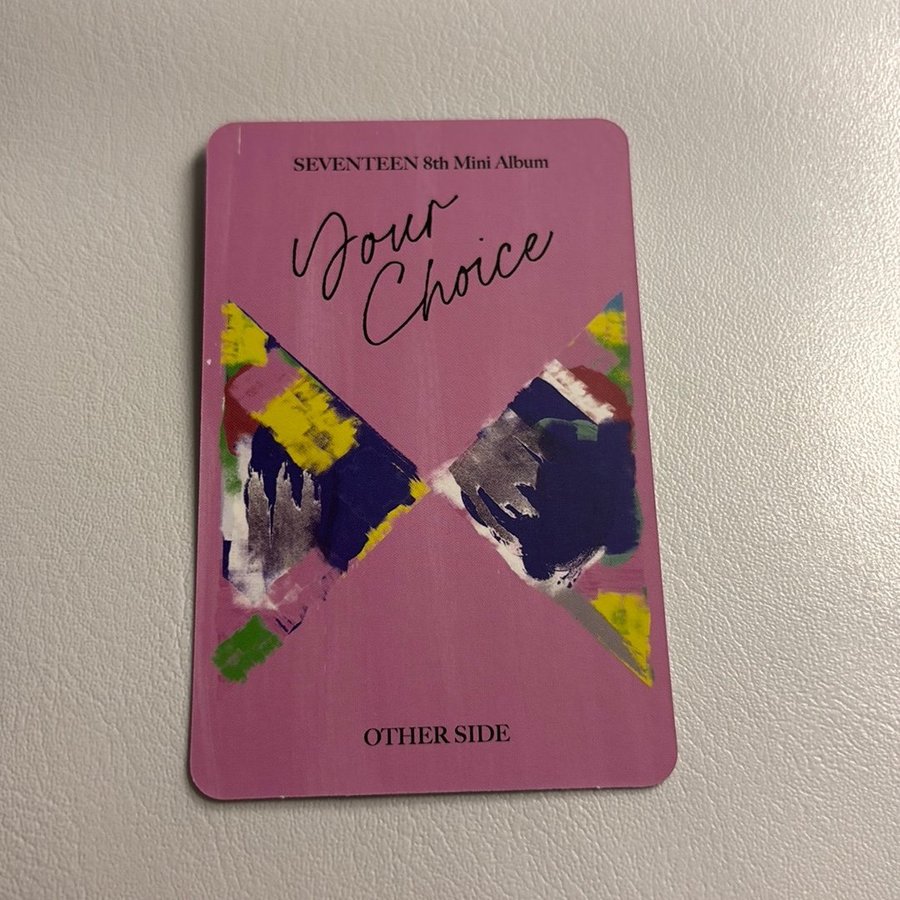 SEVENTEEN 8th Mini Album
Your
Choice
OTHER SIDE